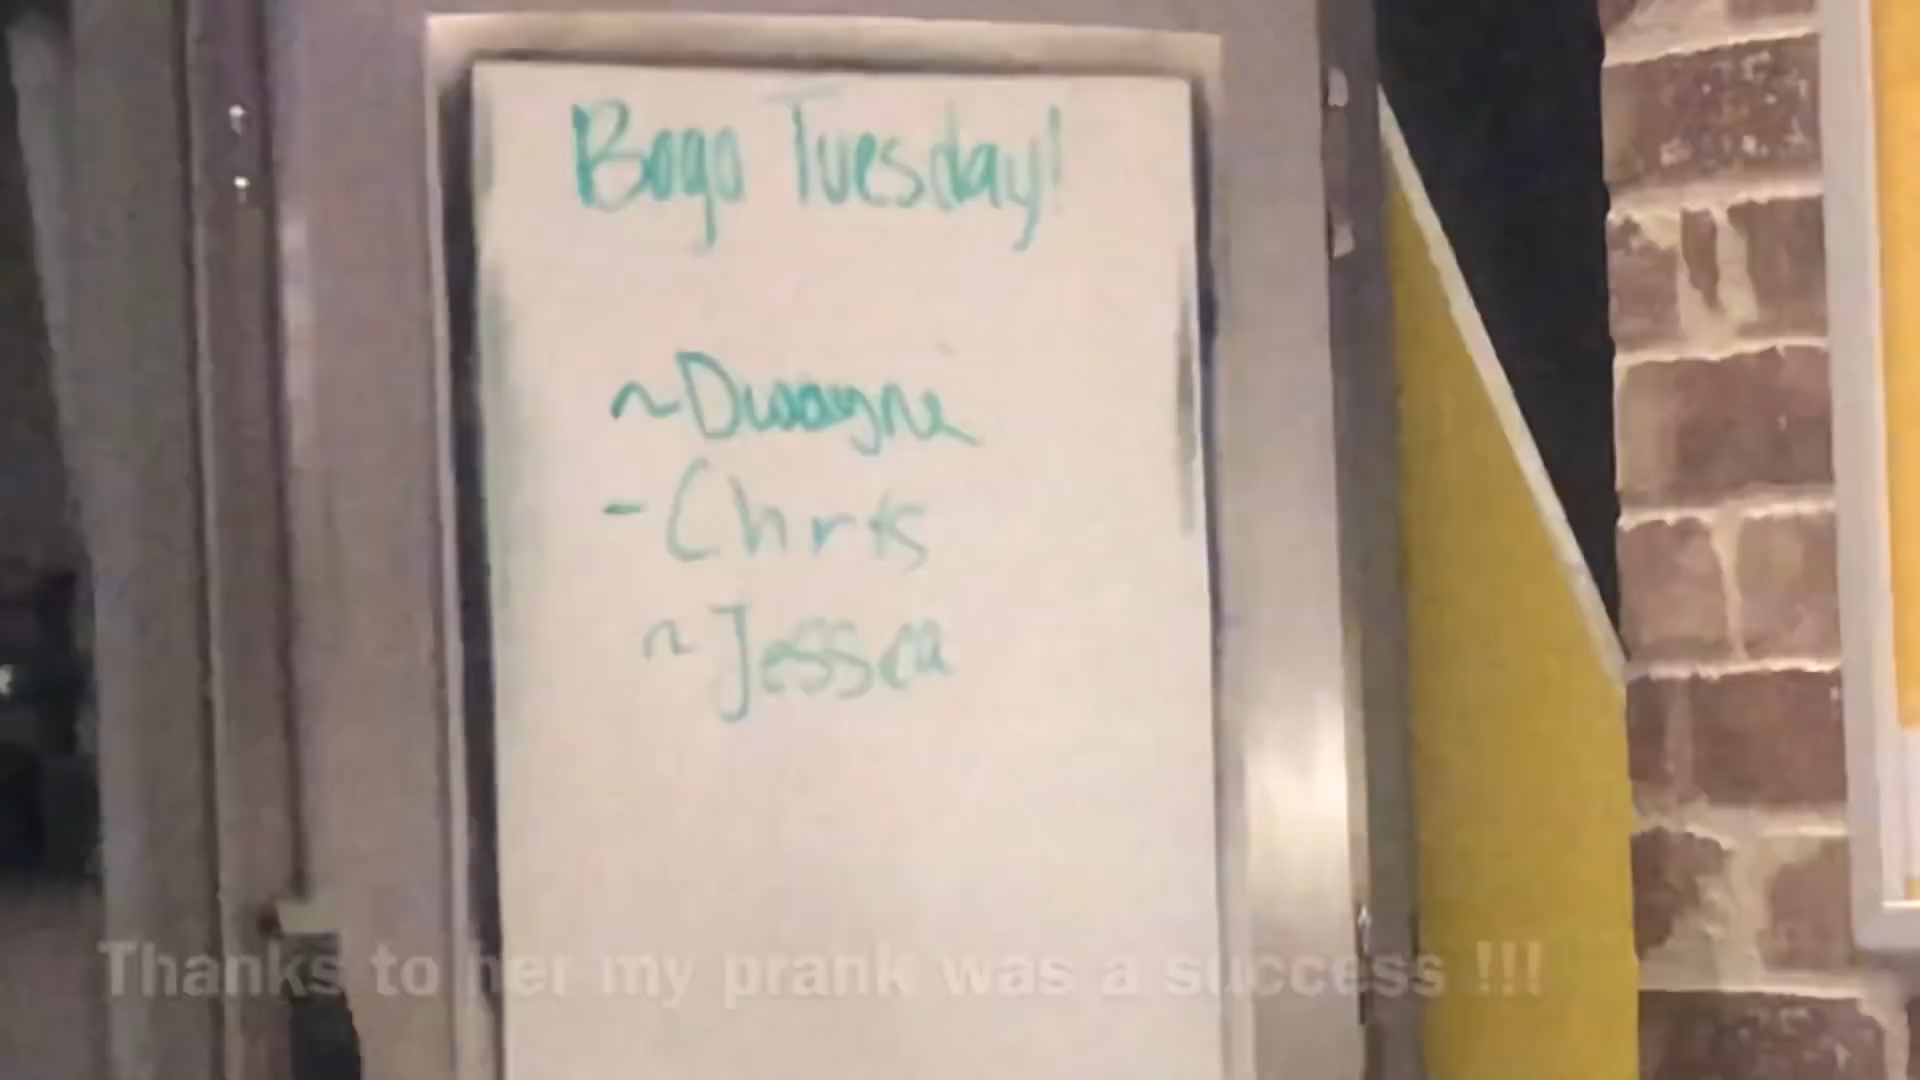 Bogo Tuesday!
~Dwayne
-Chris
~Jessica
Thanks to her my prank was a success !!!